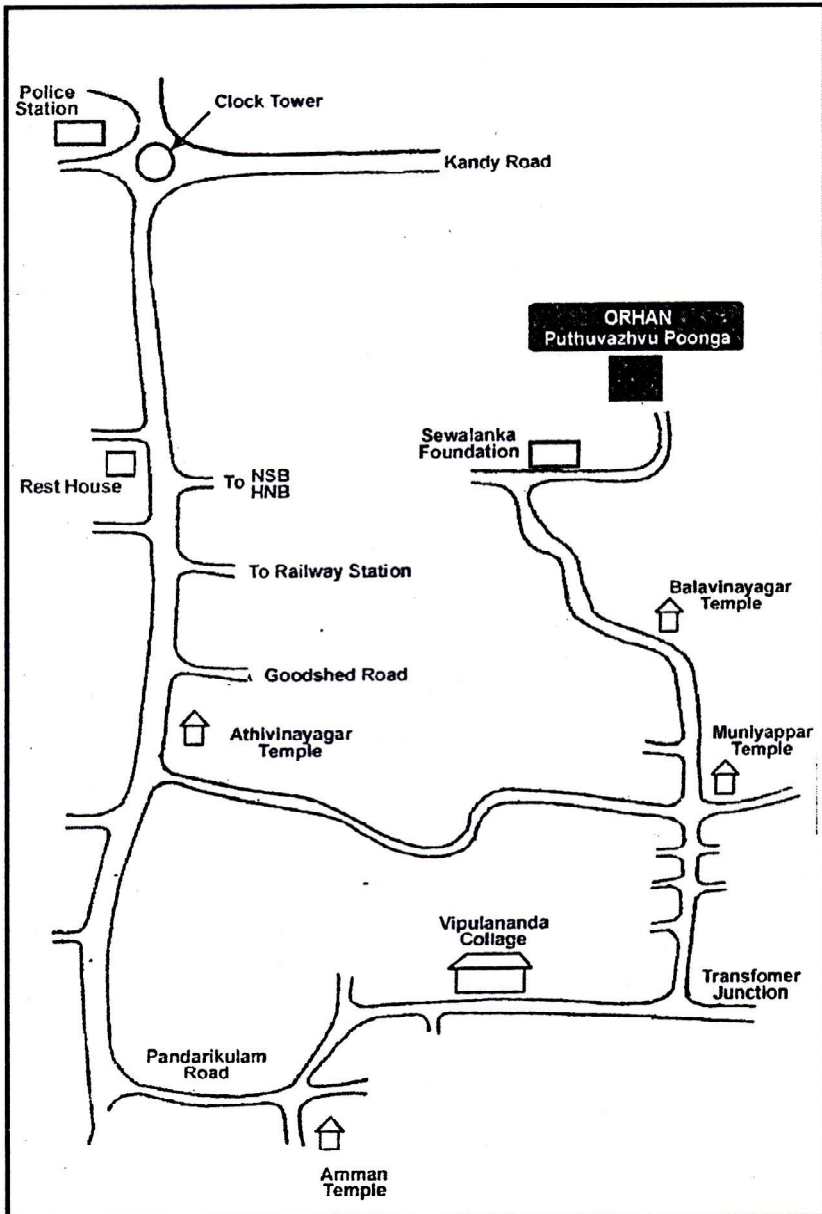 Police
Station
Clock Tower
Kandy Road
ORHAN
Puthuvazhvu Poonga
Sewalanka
Foundation
Rest House
To NSB
HNB
To Railway Station
Balavinayagar
Temple
Goodshed Road
Athivinayagar
Temple
Muniyappar
Temple
Vipulananda
Collage
Transfomer
Junction
Pandarikulam
Road
Amman
Temple